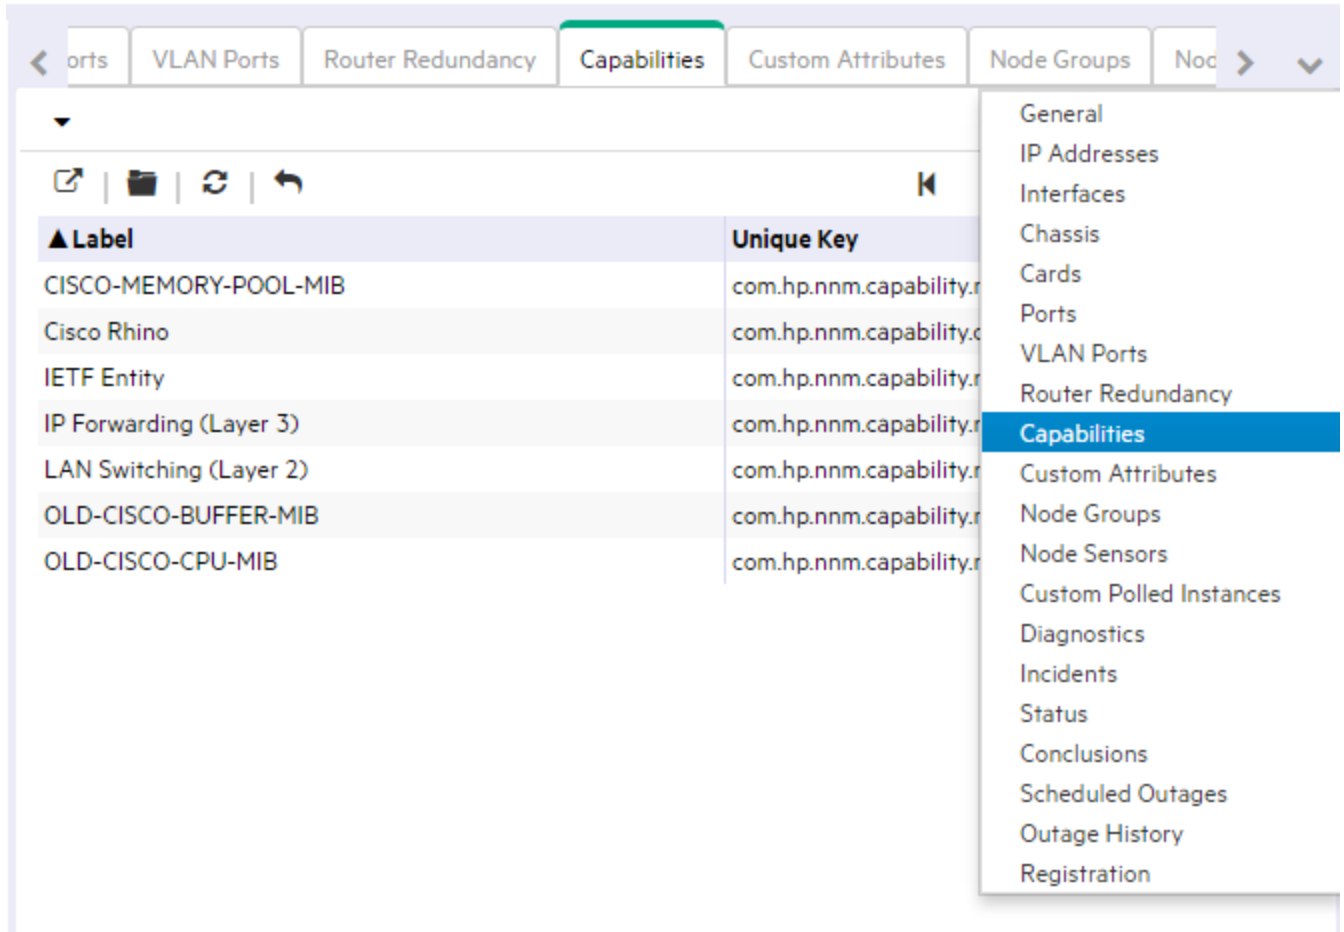 orts VLAN Ports Router Redundancy Capabilities Custom Attributes Node Groups Nod
Label Unique Key
CISCO-MEMORY-POOL-MIB com.hp.nnm.capability.
Cisco Rhino com.hp.nnm.capability.
IETF Entity com.hp.nnm.capability.
IP Forwarding (Layer 3) com.hp.nnm.capability.
LAN Switching (Layer 2) com.hp.nnm.capability.
OLD-CISCO-BUFFER-MIB com.hp.nnm.capability.
OLD-CISCO-CPU-MIB com.hp.nnm.capability.
General
IP Addresses
Interfaces
Chassis
Cards
Ports
VLAN Ports
Router Redundancy
Capabilities
Custom Attributes
Node Groups
Node Sensors
Custom Polled Instances
Diagnostics
Incidents
Status
Conclusions
Scheduled Outages
Outage History
Registration